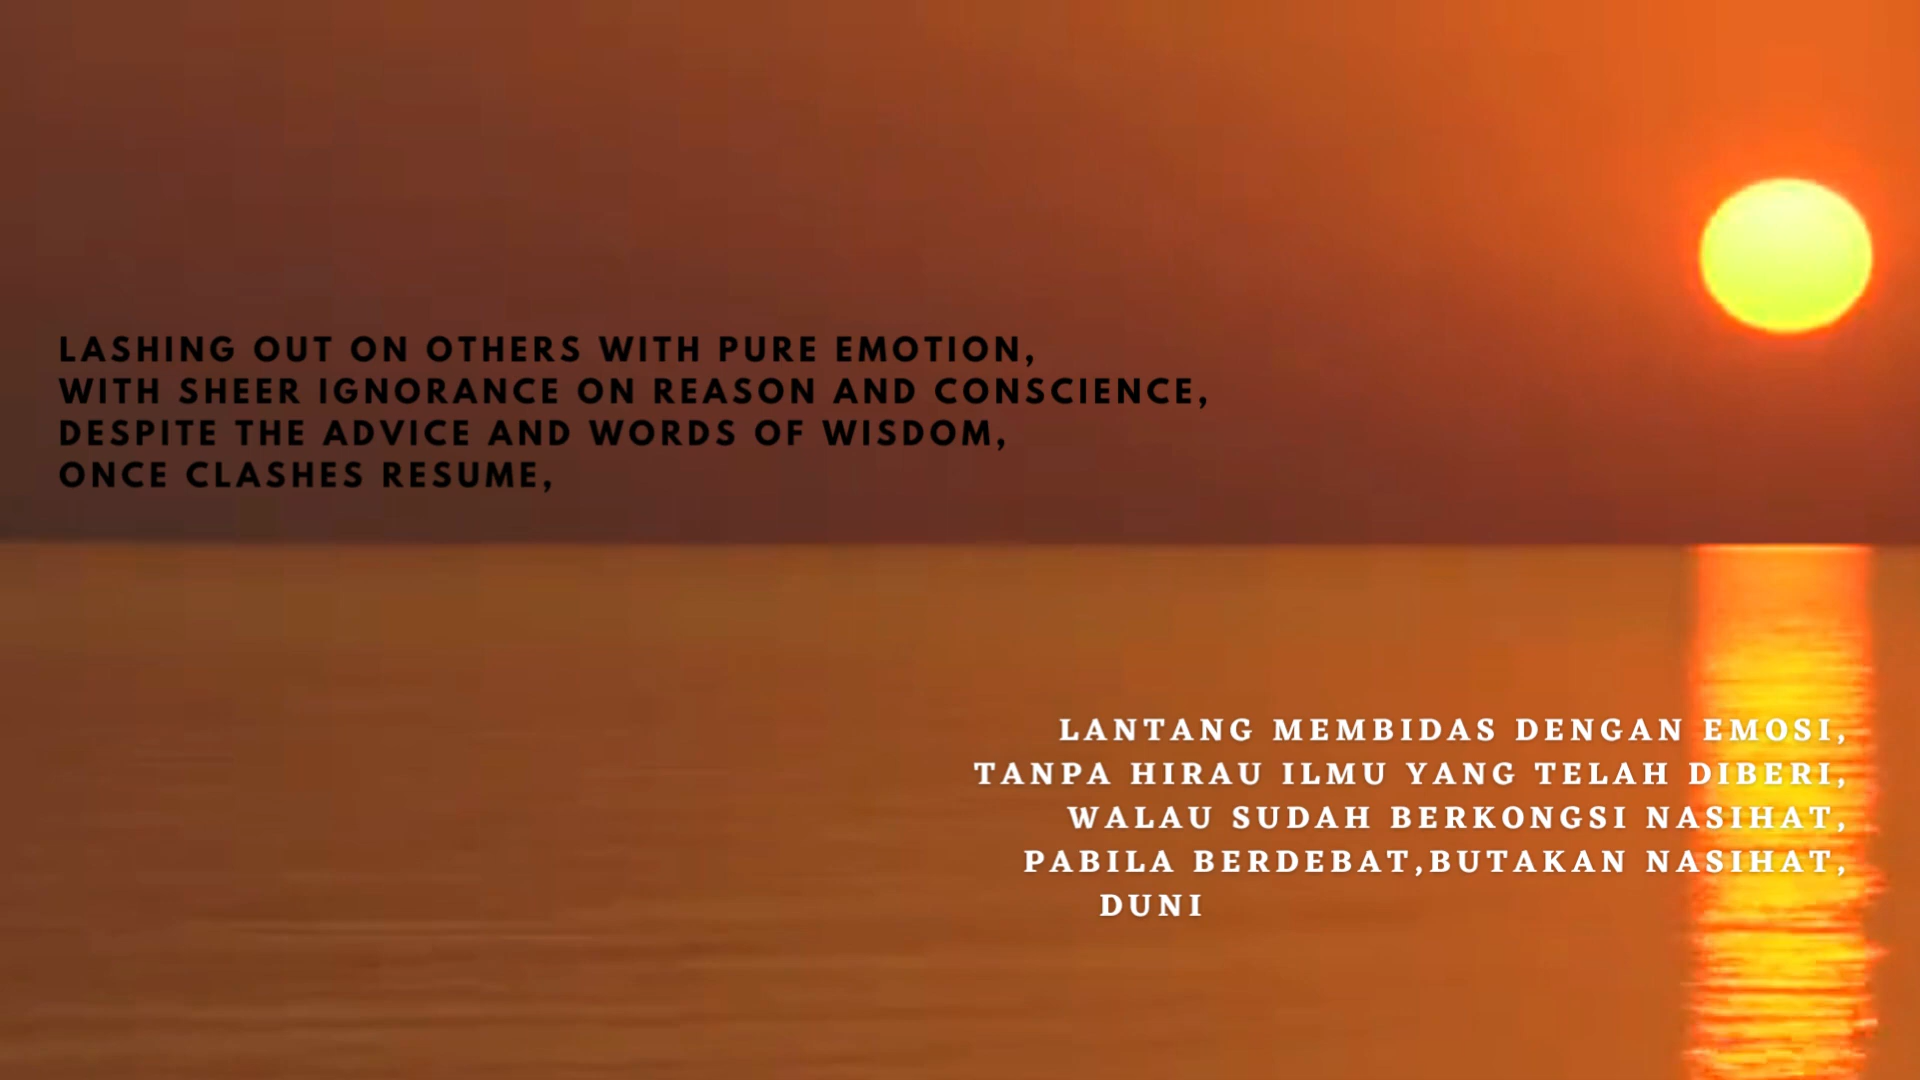 LASHING OUT ON OTHERS WITH PURE EMOTION,
WITH SHEER IGNORANCE ON REASON AND CONSCIENCE,
DESPITE THE ADVICE AND WORDS OF WISDOM,
ONCE CLASHES RESUME,
LANTANG MEMBIDAS DENGAN EMOSI,
TANPA HIRAU ILMU YANG TELAH DIBERI,
WALAU SUDAH BERKONGSI NASIHAT,
PABILA BERDEBAT,BUTAKAN NASIHAT,
DUNI